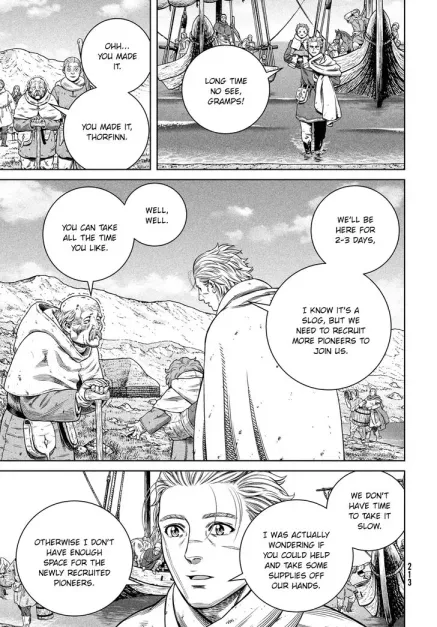 LONG TIME
NO SEE,
GRAMPS!
OHH...
YOU MADE
IT.
YOU MADE IT,
THORFINN.
WE'LL BE
HERE FOR
2-3 DAYS,
I KNOW IT'S A
SLOG, BUT WE
NEED TO RECRUIT
MORE PIONEERS TO
JOIN US.
WELL,
WELL.
YOU CAN TAKE
ALL THE TIME
YOU LIKE.
WE DON'T
HAVE TIME
TO TAKE IT
SLOW.
I WAS ACTUALLY
WONDERING IF
YOU COULD HELP
AND TAKE SOME
SUPPLIES OFF
OUR HANDS.
OTHERWISE I DON'T
HAVE ENOUGH
SPACE FOR THE
NEWLY RECRUITED
PIONEERS.
213